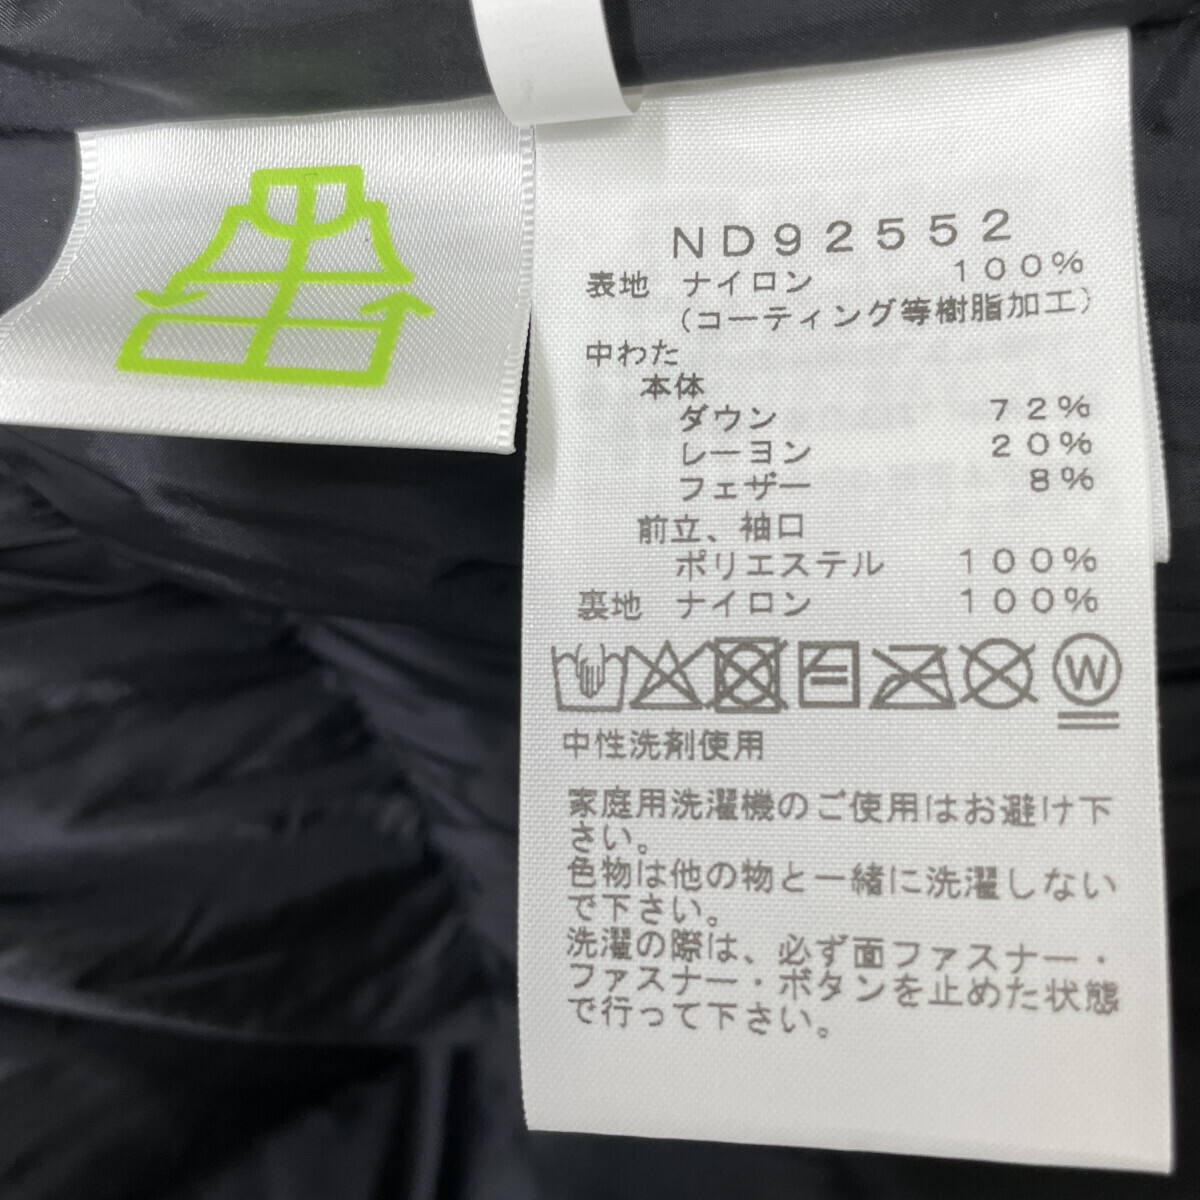 ND92552
表地 ナイロン 100%
(コーティング等樹脂加工)
中わた
本体
ダウン 72%
レーヨン 20%
フェザー 8%
前立、袖口
ポリエステル 100%
裏地 ナイロン 100%
W
中性洗剤使用
家庭用洗濯機のご使用はお避け下
さい。
色物は他の物と一緒に洗濯しない
で下さい。
洗濯の際は、必ず面ファスナー・
ファスナー・ボタンを止めた状態
で行って下さい。